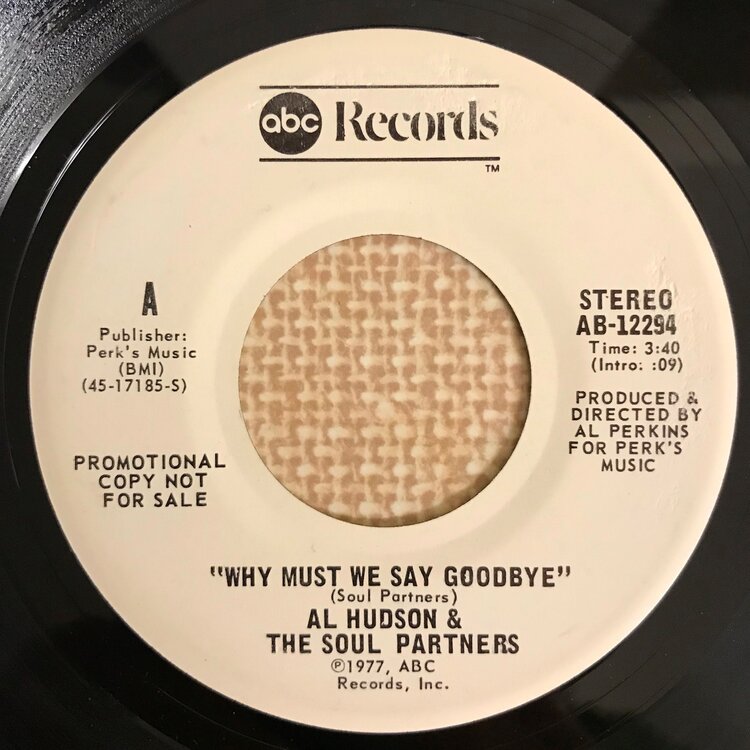 abc Records
TM
A
Publisher:
Perk's Music
(BMI)
(45-17185-S)
PROMOTIONAL
COPY NOT
FOR SALE
STEREO
AB-12294
Time: 3:40
(Intro: :09)
PRODUCED &
DIRECTED BY
AL PERKINS
FOR PERK'S
MUSIC
"WHY MUST WE SAY GOODBYE"
(Soul Partners)
AL HUDSON &
THE SOUL PARTNERS
℗1977, ABC
Records, Inc.